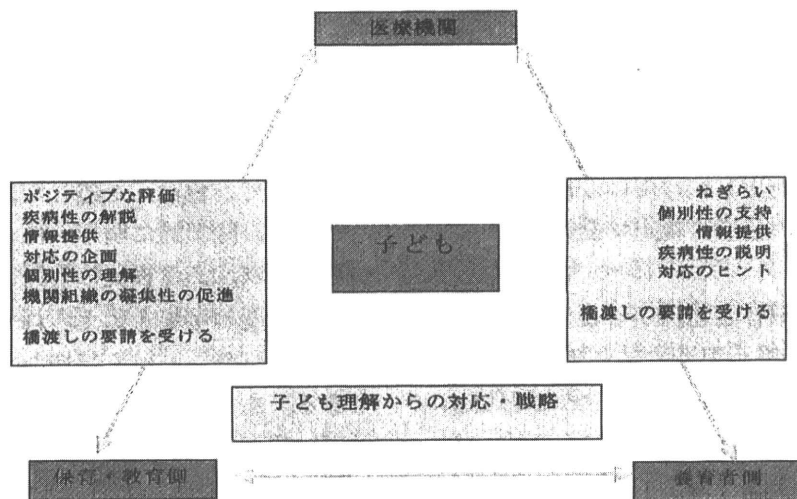 医療機関
ポジティブな評価
疾病性の解説
情報提供
対応の企画
個別性の理解
機関組織の凝集性の促進
橋渡しの要請を受ける
子ども
ねぎらい
個別性の支持
情報提供
疾病性の説明
対応のヒント
橋渡しの要請を受ける
子ども理解からの対応・戦略
保育・教育側
養育者側